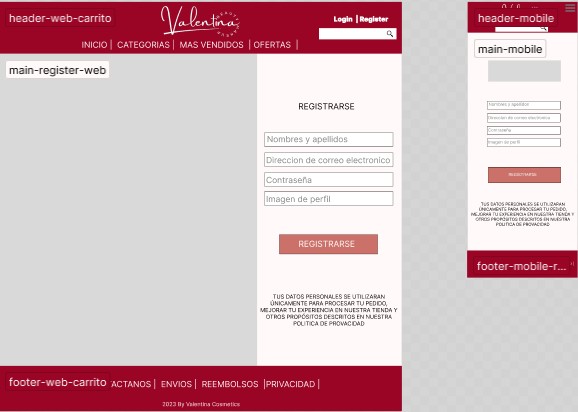 header-web-carrito
Valentina
Login | Register
INICIO | CATEGORIAS | MAS VENDIDOS | OFERTAS |
main-register-web
REGISTRARSE
Nombres y apellidos
Direccion de correo electronico
Contraseña
Imagen de perfil
REGISTRARSE
TUS DATOS PERSONALES SE UTILIZARAN
ÚNICAMENTE PARA PROCESAR TU PEDIDO,
MEJORAR TU EXPERIENCIA EN NUESTRA TIENDA Y
OTROS PROPÓSITOS DESCRITOS EN NUESTRA
POLITICA DE PROVACIDAD
footer-web-carrito
ACTANOS | ENVIOS | REEMBOLSOS |PRIVACIDAD |
2023 By Valentina Cosmetics
header-mobile
main-mobile
Nombres y apellidos
Direccion de correo electronico
Contraseña
Imagen de perfil
REGISTRARSE
TUS DATOS PERSONALES SE UTILIZARAN
ÚNICAMENTE PARA PROCESAR TU PEDIDO,
MEJORAR TU EXPERIENCIA EN NUESTRA TIENDA Y
OTROS PROPÓSITOS DESCRITOS EN NUESTRA
POLITICA DE PROVACIDAD
footer-mobile-r...